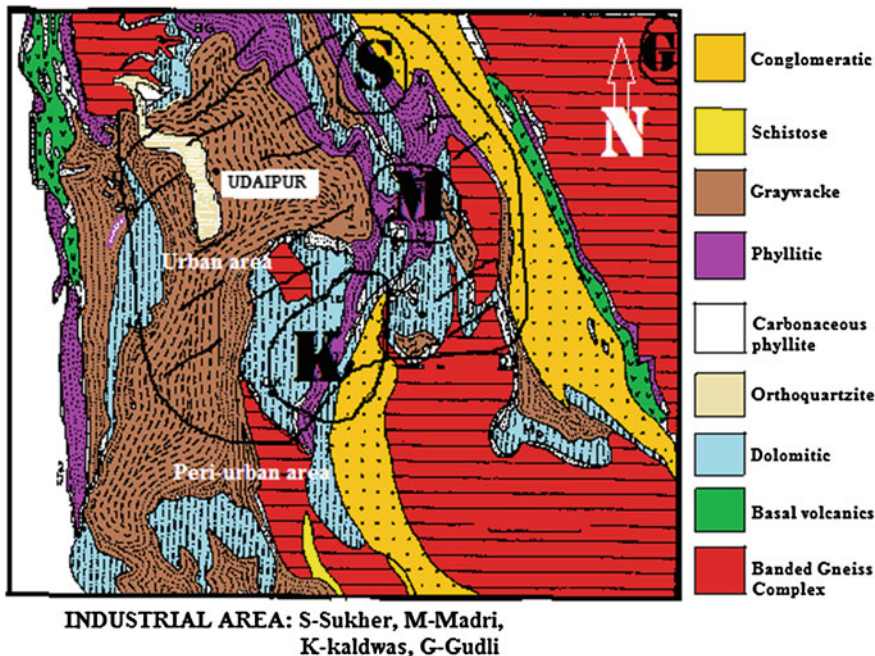 S
G
N
UDAIPUR
M
Urban area
K
Peri-urban area
Conglomeratic
Schistose
Graywacke
Phyllitic
Carbonaceous
phyllite
Orthoquartzite
Dolomitic
Basal volcanics
Banded Gneiss
Complex
INDUSTRIAL AREA: S-Sukher, M-Madri,
K-kaldwas, G-Gudli